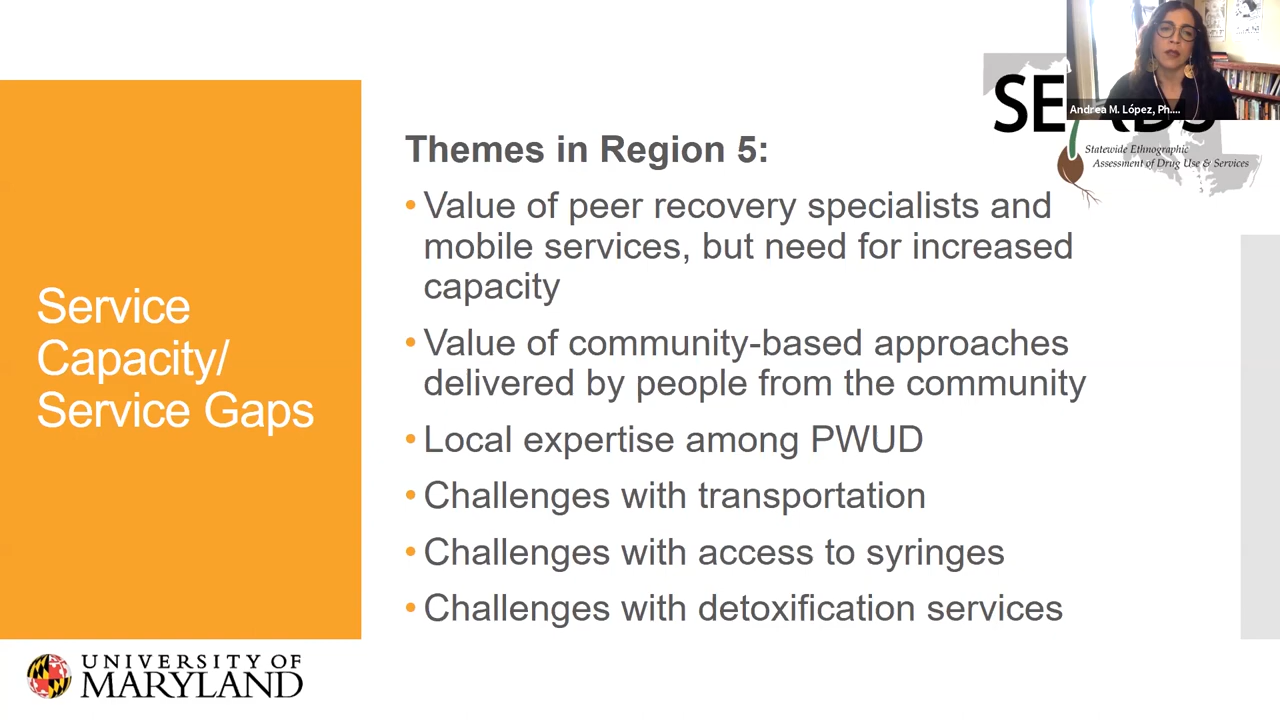 Andrea M. López, Ph....
SE
Statewide Ethnographic
Assessment of Drug Use & Services
Service
Capacity/
Service Gaps
Themes in Region 5:
• Value of peer recovery specialists and
mobile services, but need for increased
capacity
• Value of community-based approaches
delivered by people from the community
• Local expertise among PWUD
• Challenges with transportation
• Challenges with access to syringes
• Challenges with detoxification services
UNIVERSITY OF
MARYLAND